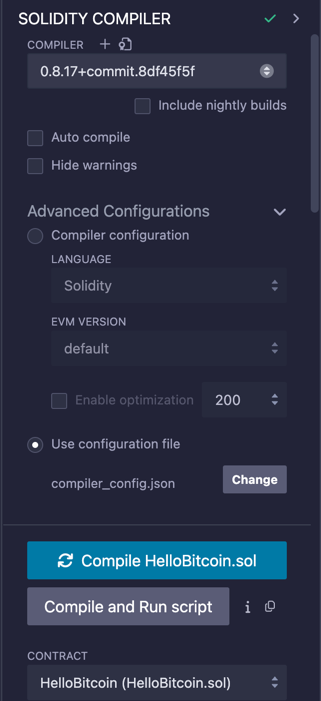 SOLIDITY COMPILER
COMPILER
0.8.17+commit.8df45f5f
Include nightly builds
Auto compile
Hide warnings
Advanced Configurations
Compiler configuration
LANGUAGE
Solidity
EVM VERSION
default
Enable optimization 200
Use configuration file
compiler_config.json Change
Compile HelloBitcoin.sol
Compile and Run script
CONTRACT
HelloBitcoin (HelloBitcoin.sol)